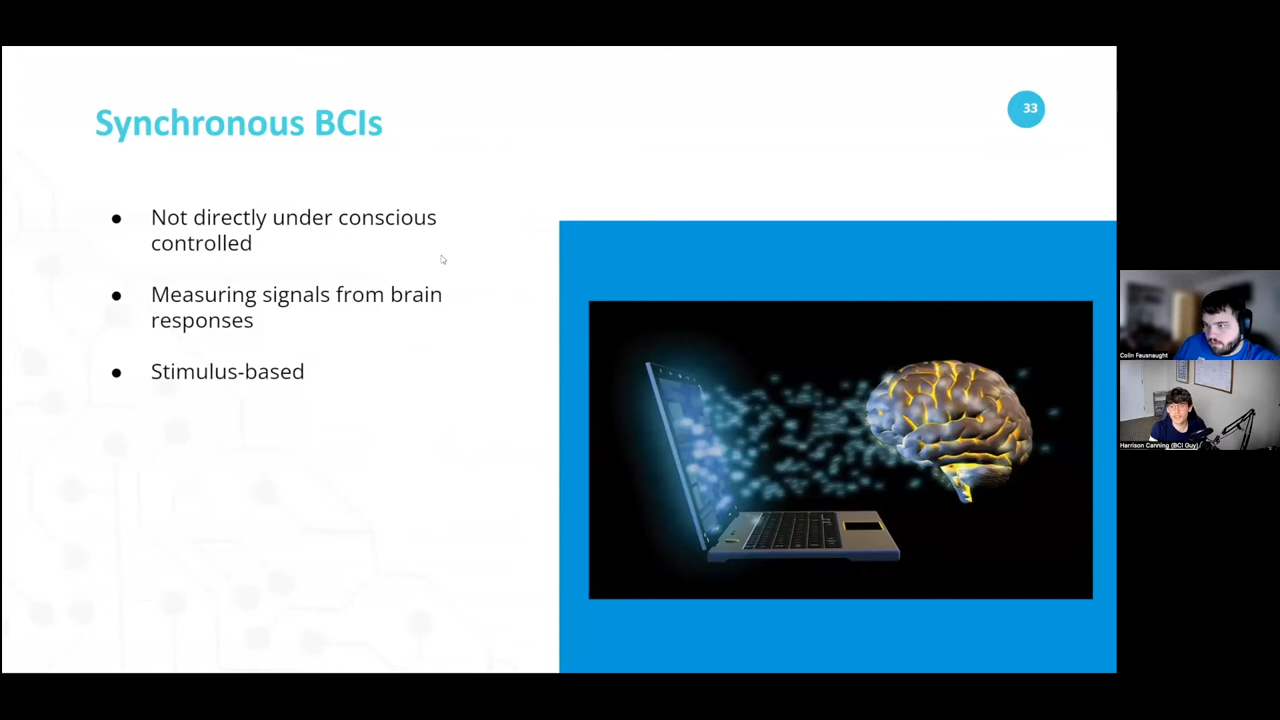 Synchronous BCIs
33
● Not directly under conscious
controlled
● Measuring signals from brain
responses
● Stimulus-based
Colin Fausnaught
Harrison Canning (BCI Guy)